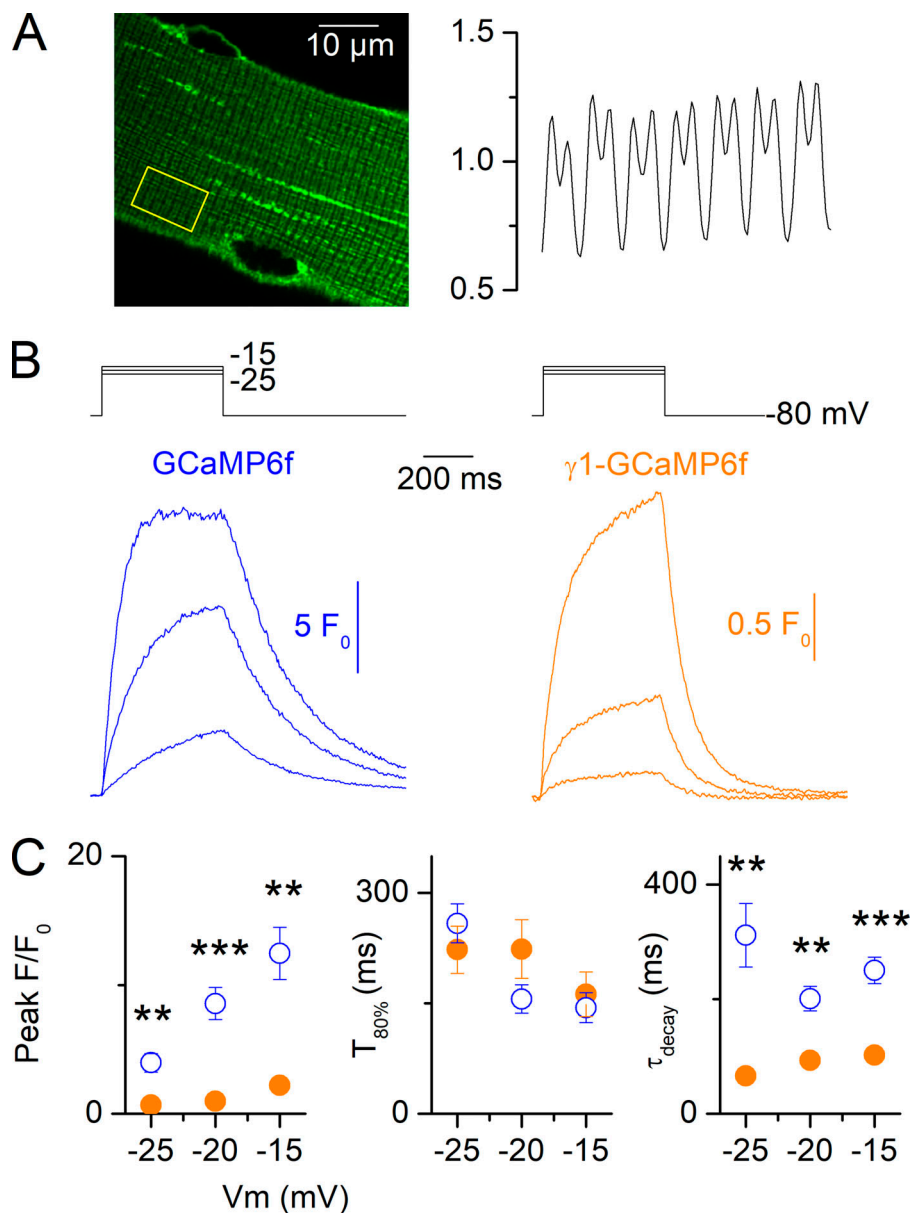 A
10 µm
1.5
1.0
0.5
B
-15
-25
-80 mV
GCaMP6f
200 ms
γ1-GCaMP6f
5 F0
0.5 F0
C
20
0
Peak F/F0
**
***
**
-25 -20 -15
Vm (mV)
300
0
T80% (ms)
-25 -20 -15
400
0
τdecay (ms)
**
**
***
-25 -20 -15